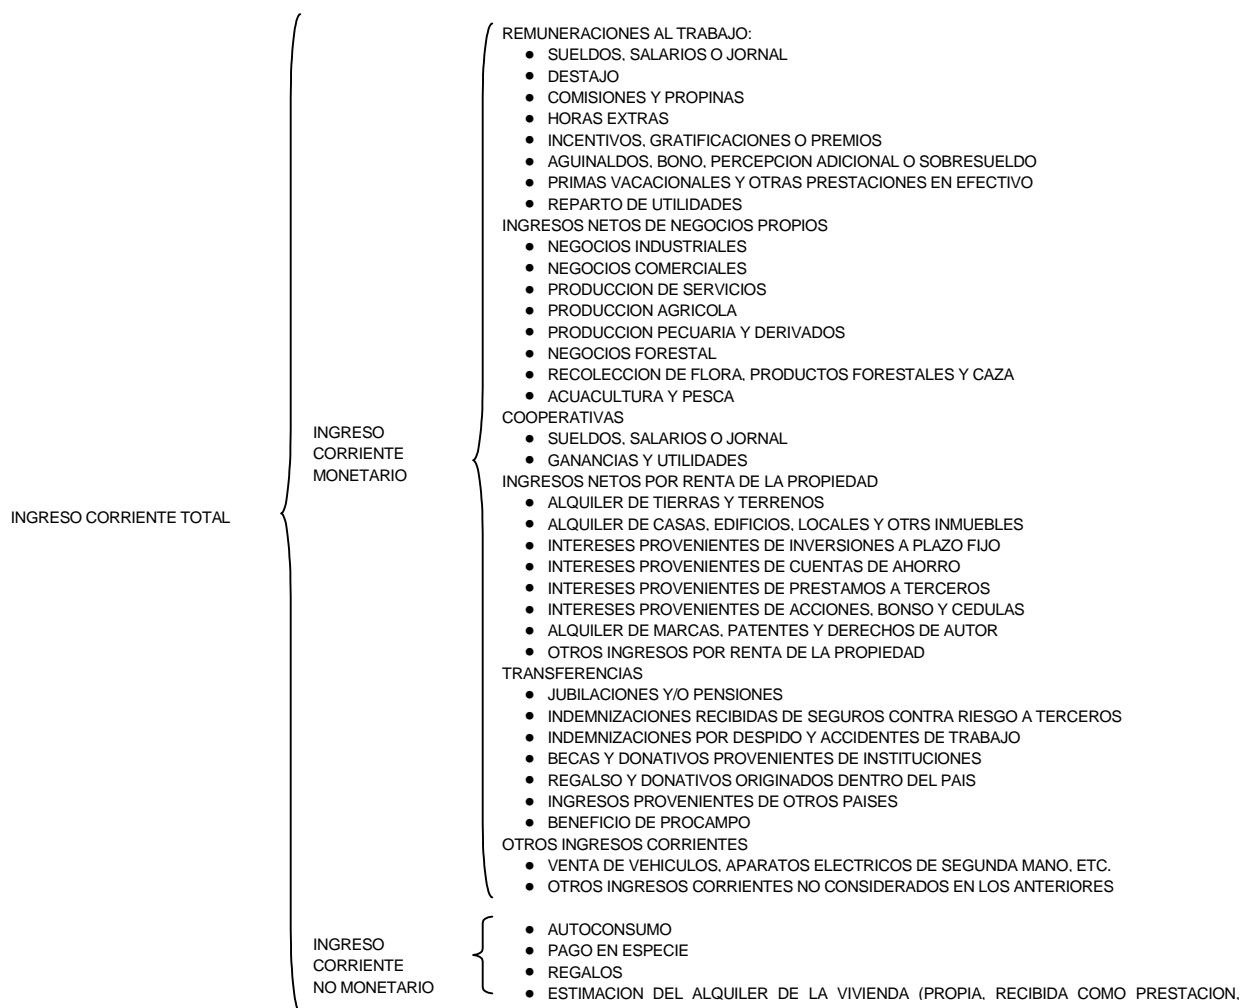 INGRESO CORRIENTE TOTAL
INGRESO
CORRIENTE
MONETARIO
REMUNERACIONES AL TRABAJO:
● SUELDOS, SALARIOS O JORNAL
● DESTAJO
● COMISIONES Y PROPINAS
● HORAS EXTRAS
● INCENTIVOS, GRATIFICACIONES O PREMIOS
● AGUINALDOS, BONO, PERCEPCION ADICIONAL O SOBRESUELDO
● PRIMAS VACACIONALES Y OTRAS PRESTACIONES EN EFECTIVO
● REPARTO DE UTILIDADES
INGRESOS NETOS DE NEGOCIOS PROPIOS
● NEGOCIOS INDUSTRIALES
● NEGOCIOS COMERCIALES
● PRODUCCION DE SERVICIOS
● PRODUCCION AGRICOLA
● PRODUCCION PECUARIA Y DERIVADOS
● NEGOCIOS FORESTAL
● RECOLECCION DE FLORA, PRODUCTOS FORESTALES Y CAZA
● ACUACULTURA Y PESCA
COOPERATIVAS
● SUELDOS, SALARIOS O JORNAL
● GANANCIAS Y UTILIDADES
INGRESOS NETOS POR RENTA DE LA PROPIEDAD
● ALQUILER DE TIERRAS Y TERRENOS
● ALQUILER DE CASAS, EDIFICIOS, LOCALES Y OTRS INMUEBLES
● INTERESES PROVENIENTES DE INVERSIONES A PLAZO FIJO
● INTERESES PROVENIENTES DE CUENTAS DE AHORRO
● INTERESES PROVENIENTES DE PRESTAMOS A TERCEROS
● INTERESES PROVENIENTES DE ACCIONES, BONSO Y CEDULAS
● ALQUILER DE MARCAS, PATENTES Y DERECHOS DE AUTOR
● OTROS INGRESOS POR RENTA DE LA PROPIEDAD
TRANSFERENCIAS
● JUBILACIONES Y/O PENSIONES
● INDEMNIZACIONES RECIBIDAS DE SEGUROS CONTRA RIESGO A TERCEROS
● INDEMNIZACIONES POR DESPIDO Y ACCIDENTES DE TRABAJO
● BECAS Y DONATIVOS PROVENIENTES DE INSTITUCIONES
● REGALSO Y DONATIVOS ORIGINADOS DENTRO DEL PAIS
● INGRESOS PROVENIENTES DE OTROS PAISES
● BENEFICIO DE PROCAMPO
OTROS INGRESOS CORRIENTES
● VENTA DE VEHICULOS, APARATOS ELECTRICOS DE SEGUNDA MANO, ETC.
● OTROS INGRESOS CORRIENTES NO CONSIDERADOS EN LOS ANTERIORES
INGRESO
CORRIENTE
NO MONETARIO
● AUTOCONSUMO
● PAGO EN ESPECIE
● REGALOS
● ESTIMACION DEL ALQUILER DE LA VIVIENDA (PROPIA, RECIBIDA COMO PRESTACION,